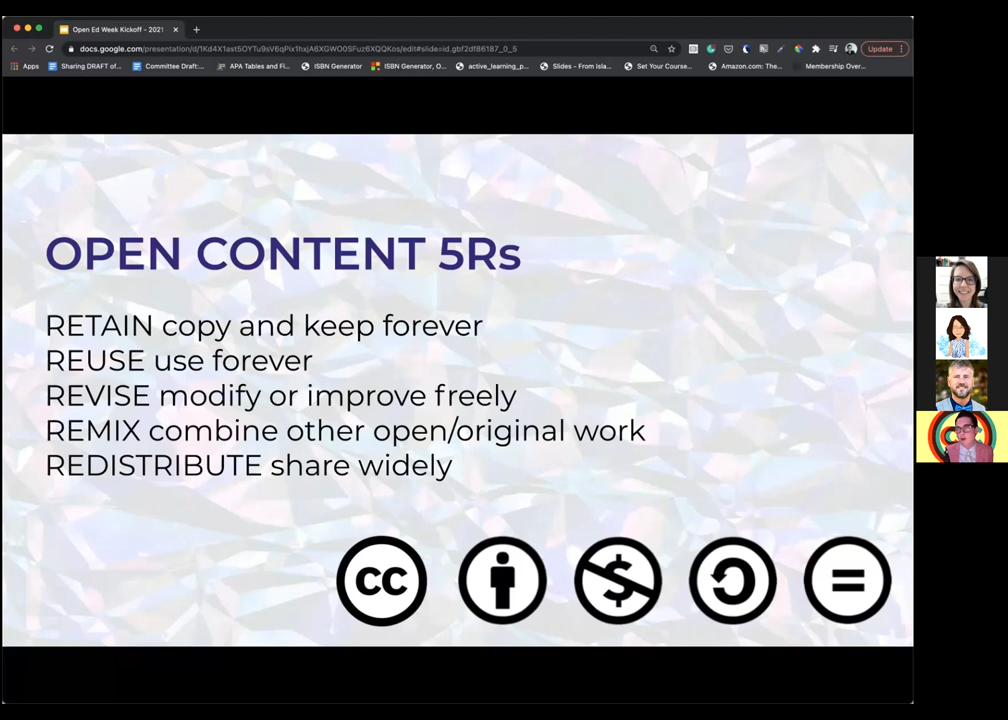 Open Ed Week Kickoff - 2021
docs.google.com/presentation/d/1Kd4X1ast5OYTu9sV6qPix1hxjA6XGWO0SFuz6XQQKos/edit#slide=id.gbf2df86187_0_5
Update
Apps Sharing DRAFT of... Committee Draft:... APA Tables and Fi... ISBN Generator ISBN Generator, O... active_learning_p... Slides - From Isla... Set Your Course... Amazon.com: The... Membership Over...
OPEN CONTENT 5Rs
RETAIN copy and keep forever
REUSE use forever
REVISE modify or improve freely
REMIX combine other open/original work
REDISTRIBUTE share widely
CC $ =